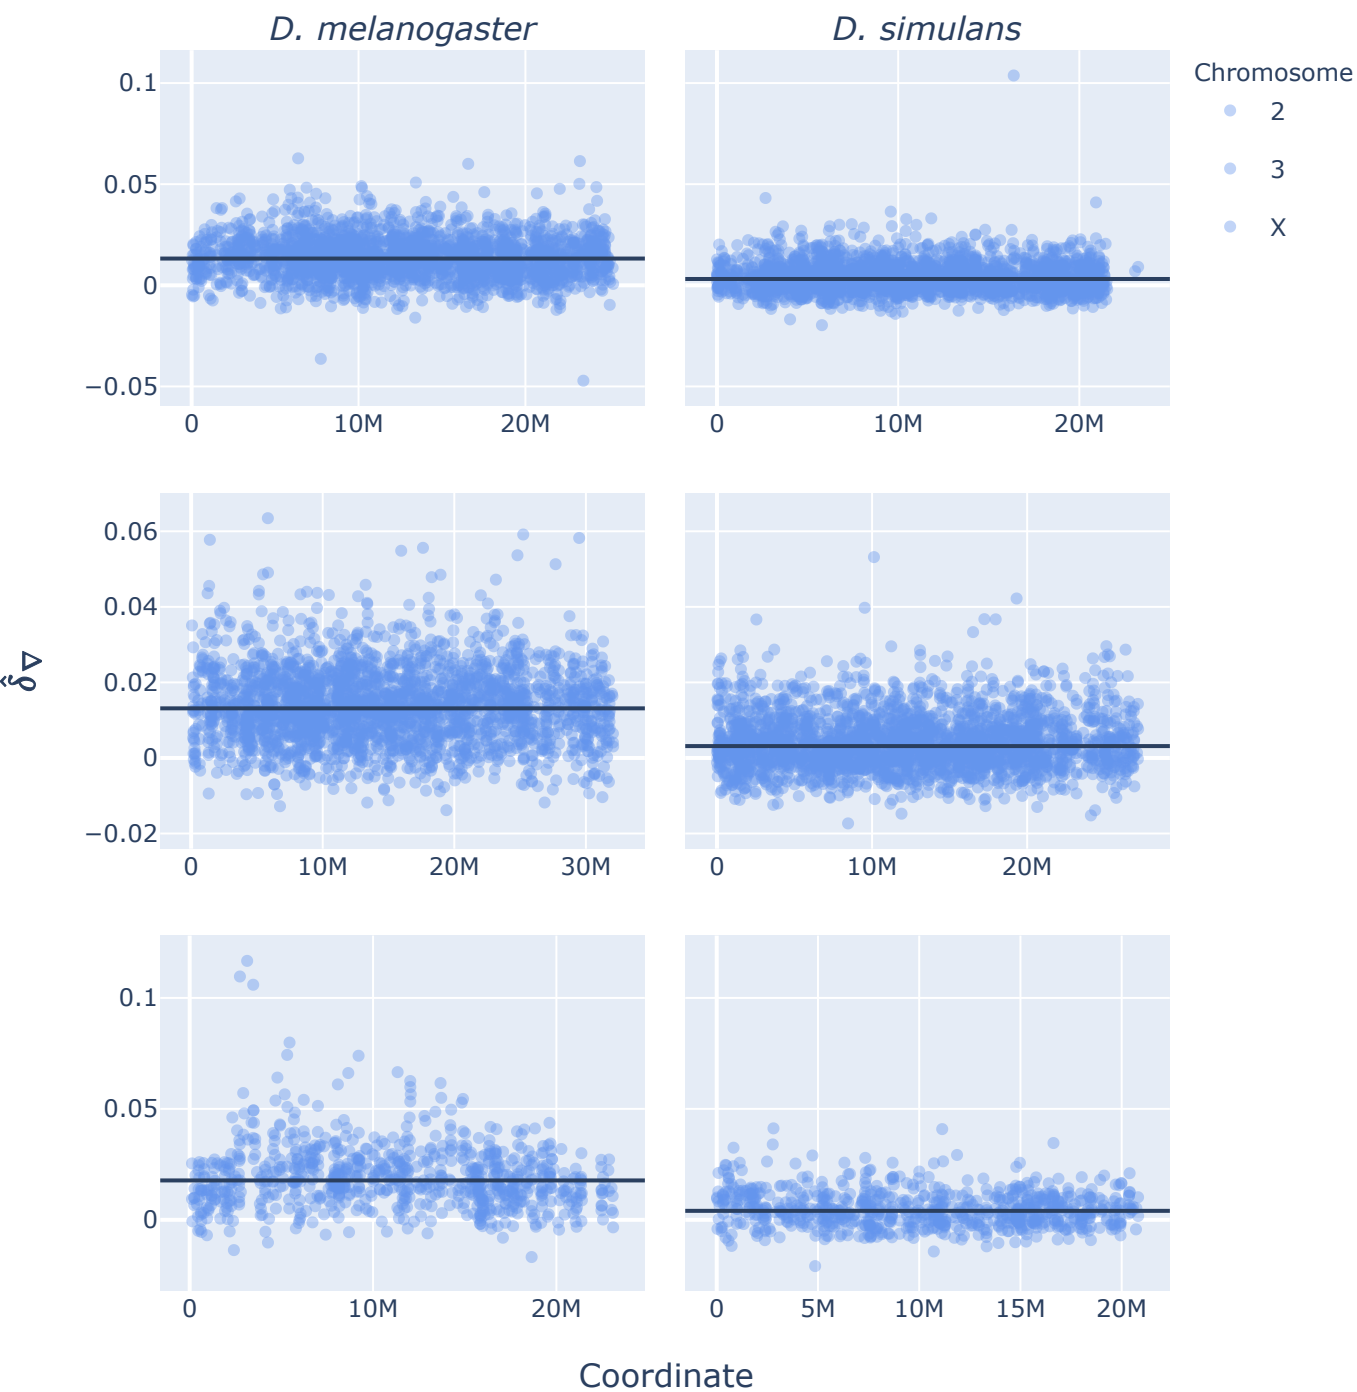 D. melanogaster D. simulans
Chromosome
2
3
X
0.1
0.05
0
−0.05
0 10M 20M 0 10M 20M
0.06
0.04
0.02
0
−0.02
0 10M 20M 30M 0 10M 20M
0.1
0.05
0
0 10M 20M 0 5M 10M 15M 20M
δ̂∇
Coordinate